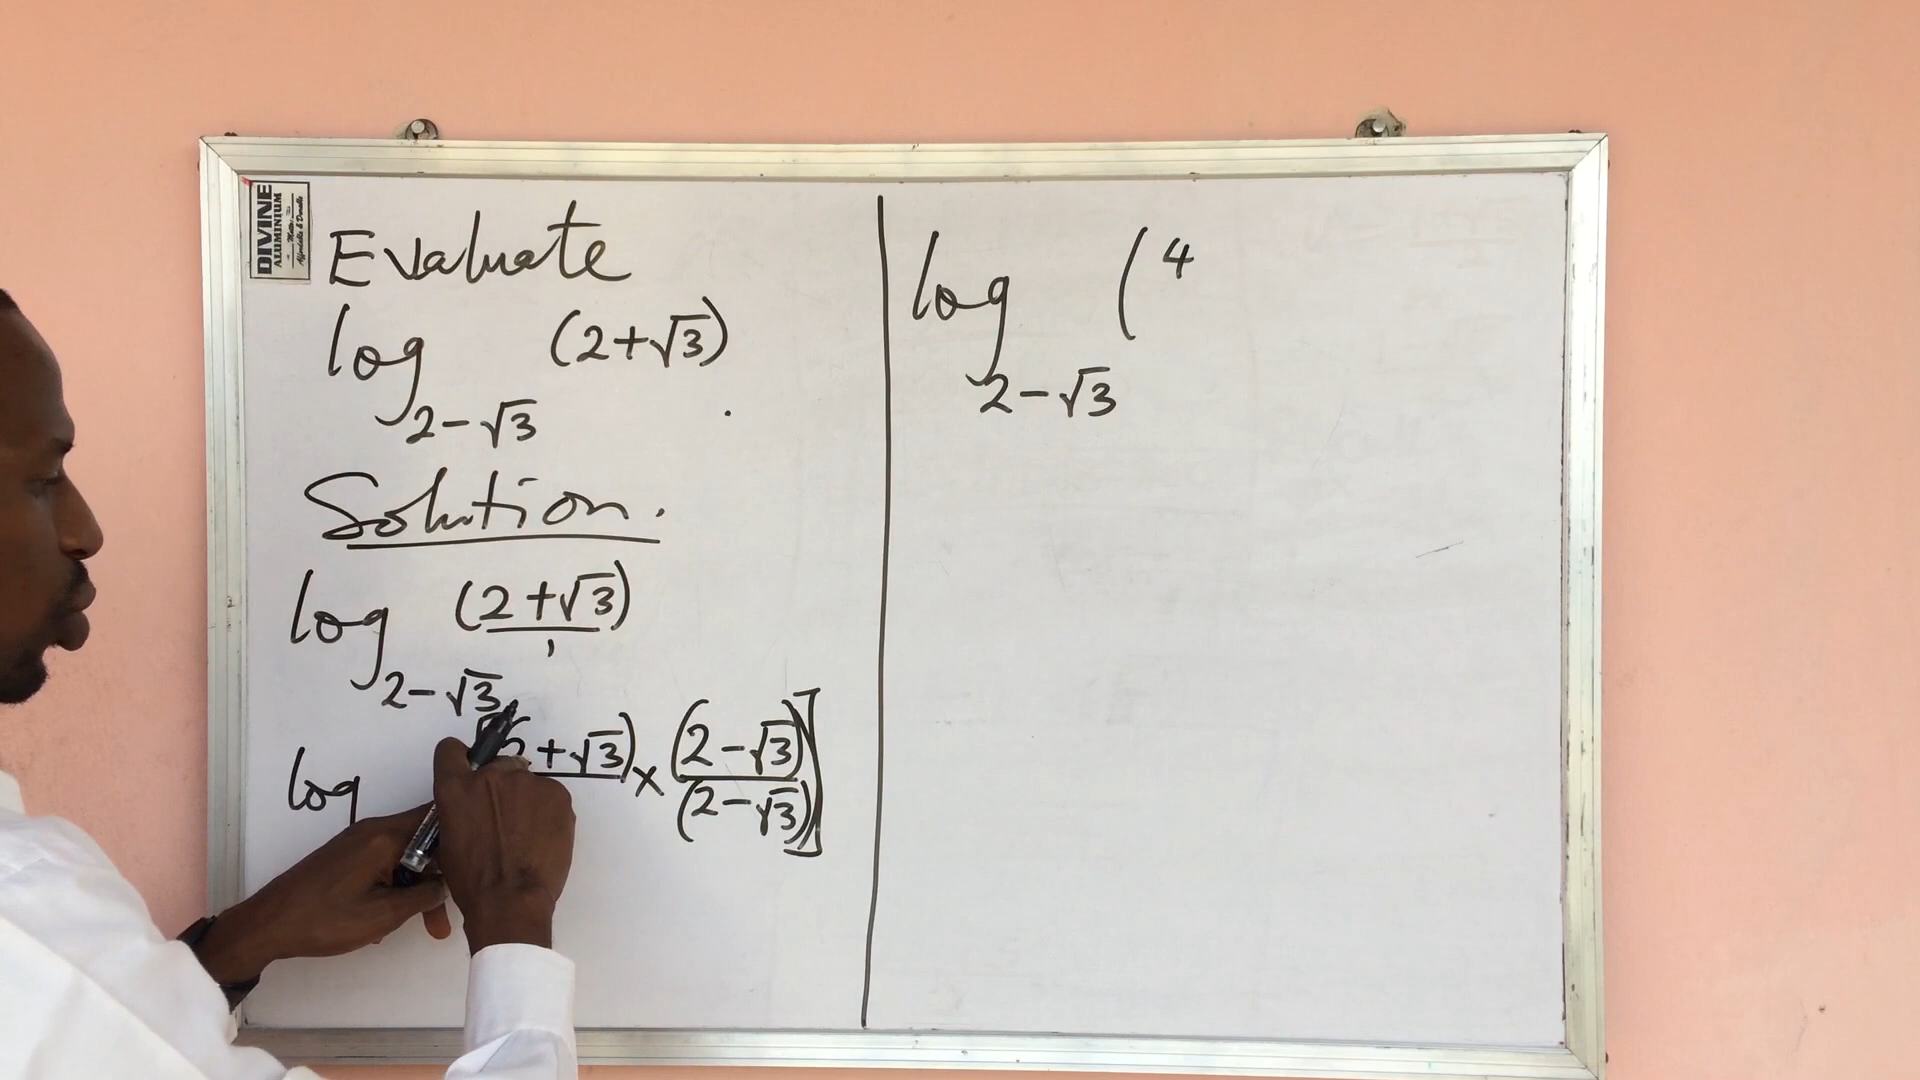 DIVINE
ALUMINIUM
Evaluate
log 2-√3 (2+√3)
.
Solution.
log 2-√3 (2+√3)/1
log [(2+√3) × (2-√3)/(2-√3)]
log 2-√3 (4